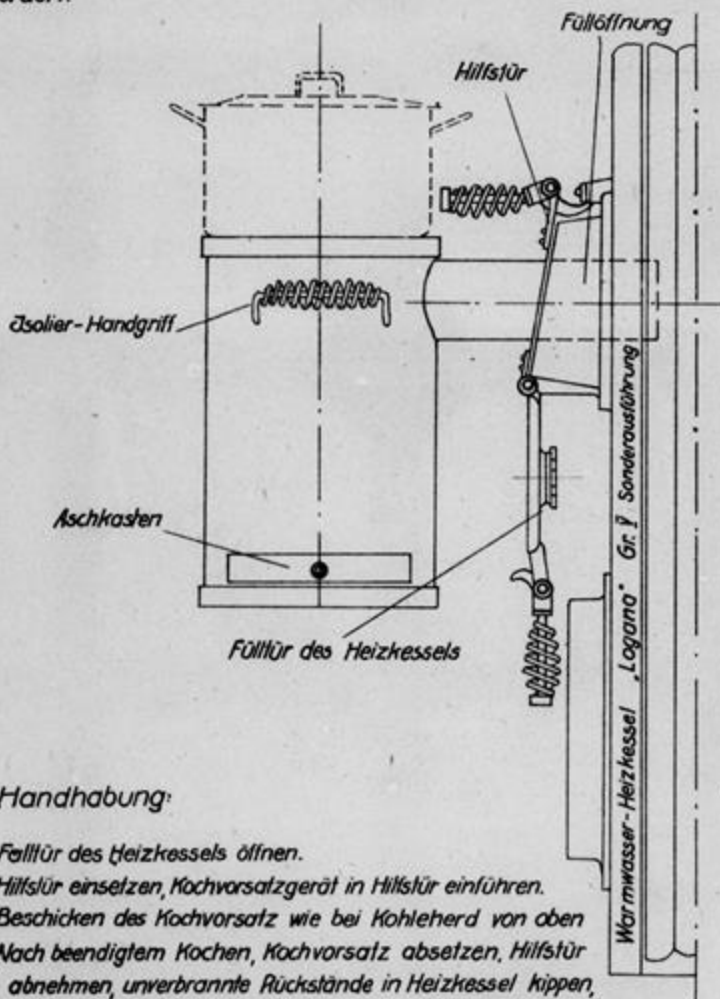 Füllöffnung
Hilfstür
Isolier-Handgriff
Aschkasten
Fülltür des Heizkessels
Warmwasser-Heizkessel „Logana" Gr. V Sonderausführung
Handhabung:
Fülltür des Heizkessels öffnen.
Hilfstür einsetzen, Kochvorsatzgerät in Hilfstür einführen.
Beschicken des Kochvorsatz wie bei Kohleherd von oben
Nach beendigtem Kochen, Kochvorsatz absetzen, Hilfstür
abnehmen, unverbrannte Rückstände in Heizkessel kippen,